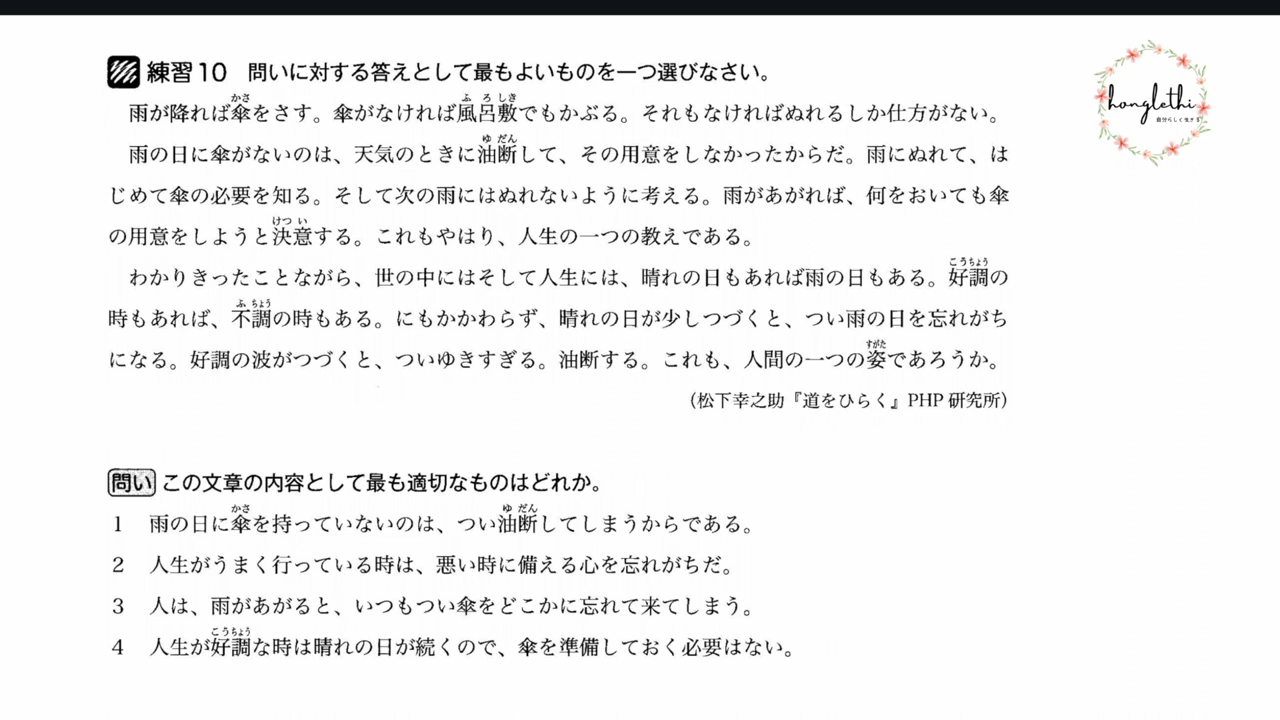 練習10 問いに対する答えとして最もよいものを一つ選びなさい。
honglethi
自分らしく生きる
雨が降れば傘をさす。傘がなければ風呂敷でもかぶる。それもなければぬれるしか仕方がない。
雨の日に傘がないのは、天気のときに油断して、その用意をしなかったからだ。雨にぬれて、は
じめて傘の必要を知る。そして次の雨にはぬれないように考える。雨があがれば、何をおいても傘
の用意をしようと決意する。これもやはり、人生の一つの教えである。
わかりきったことながら、世の中にはそして人生には、晴れの日もあれば雨の日もある。好調の
時もあれば、不調の時もある。にもかかわらず、晴れの日が少しつづくと、つい雨の日を忘れがち
になる。好調の波がつづくと、ついゆきすぎる。油断する。これも、人間の一つの姿であろうか。
（松下幸之助『道をひらく』PHP 研究所）
問い この文章の内容として最も適切なものはどれか。
1 雨の日に傘を持っていないのは、つい油断してしまうからである。
2 人生がうまく行っている時は、悪い時に備える心を忘れがちだ。
3 人は、雨があがると、いつもつい傘をどこかに忘れて来てしまう。
4 人生が好調な時は晴れの日が続くので、傘を準備しておく必要はない。